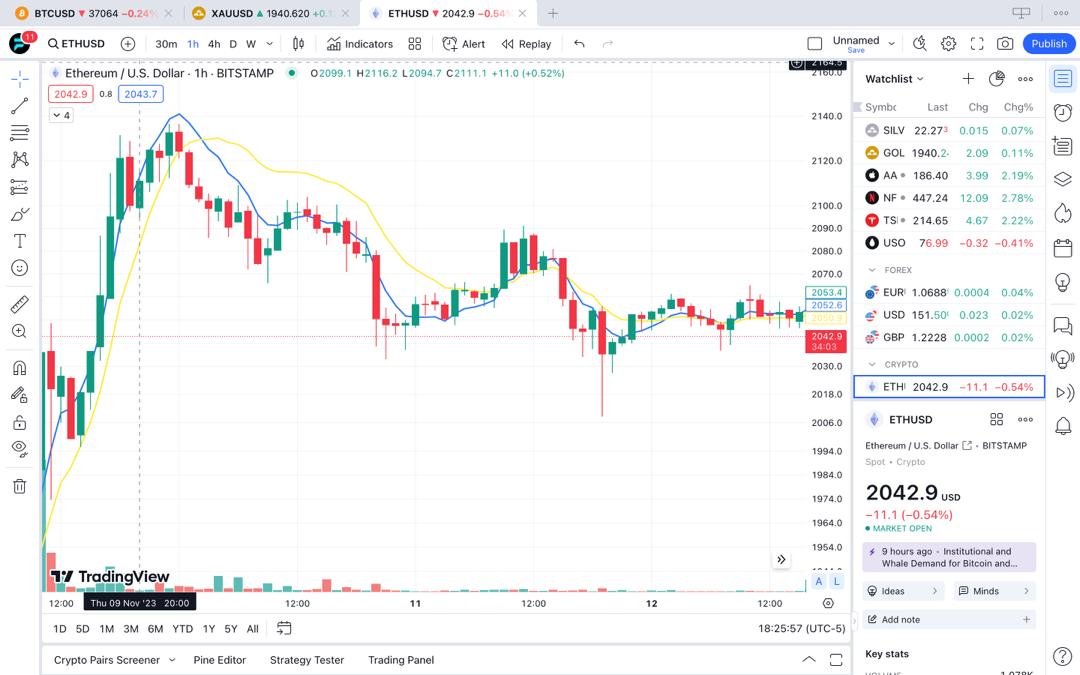 BTCUSD ▼ 37064 −0.24%
XAUUSD ▲ 1940.620 +0.1
ETHUSD ▼ 2042.9 −0.54%
11
ETHUSD
30m 1h 4h D W
Indicators
Alert
Replay
Unnamed
Save
Publish
Ethereum / U.S. Dollar · 1h · BITSTAMP
O2099.1 H2116.2 L2094.7 C2111.1 +11.0 (+0.52%)
2042.9 0.8 2043.7
4
2164.5
2160.0
2140.0
2120.0
2100.0
2090.0
2080.0
2070.0
2053.4
2052.6
2050.9
2042.9
34:03
2030.0
2018.0
2006.0
1994.0
1984.0
1974.0
1964.0
1954.0
A L
TradingView
12:00 Thu 09 Nov '23 20:00 12:00 11 12:00 12 12:00
1D 5D 1M 3M 6M YTD 1Y 5Y All
18:25:57 (UTC-5)
Crypto Pairs Screener Pine Editor Strategy Tester Trading Panel
Watchlist
Symbc Last Chg Chg%
SILV 22.273 0.015 0.07%
GOL 1940.2 2.09 0.11%
AA 186.40 3.99 2.19%
NF 447.24 12.09 2.78%
TSI 214.65 4.67 2.22%
USO 76.99 −0.32 −0.41%
FOREX
EUR 1.0688 0.0004 0.04%
USD 151.50 0.023 0.02%
GBP 1.2228 0.0002 0.02%
CRYPTO
ETH 2042.9 −11.1 −0.54%
ETHUSD
Ethereum / U.S. Dollar • BITSTAMP
Spot • Crypto
2042.9 USD
−11.1 (−0.54%)
MARKET OPEN
9 hours ago • Institutional and
Whale Demand for Bitcoin and...
Ideas
Minds
Add note
Key stats